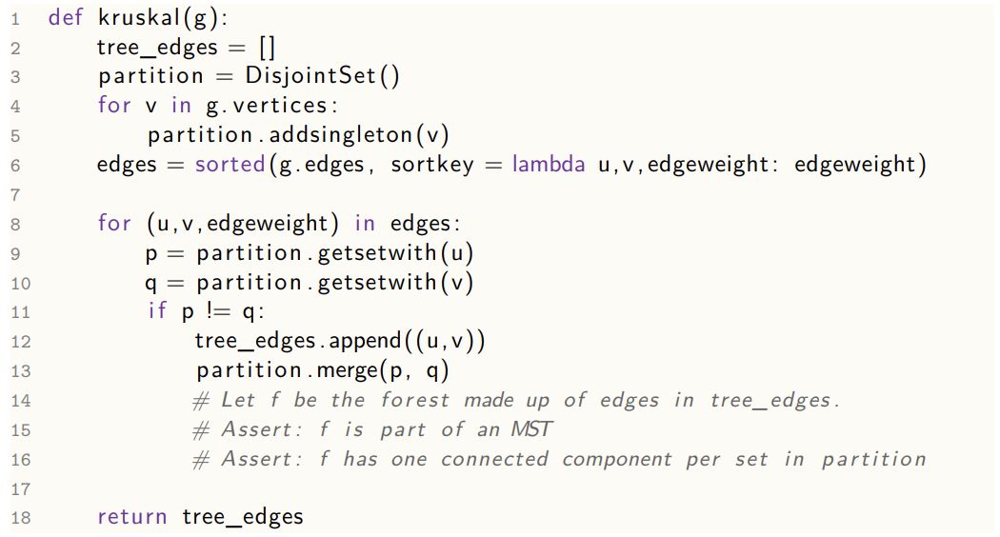 1 def kruskal(g):
2 tree_edges = []
3 partition = DisjointSet()
4 for v in g.vertices:
5 partition.addsingleton(v)
6 edges = sorted(g.edges, sortkey = lambda u,v,edgeweight: edgeweight)
7
8 for (u,v,edgeweight) in edges:
9 p = partition.getsetwith(u)
10 q = partition.getsetwith(v)
11 if p != q:
12 tree_edges.append((u,v))
13 partition.merge(p, q)
14 # Let f be the forest made up of edges in tree_edges.
15 # Assert: f is part of an MST
16 # Assert: f has one connected component per set in partition
17
18 return tree_edges